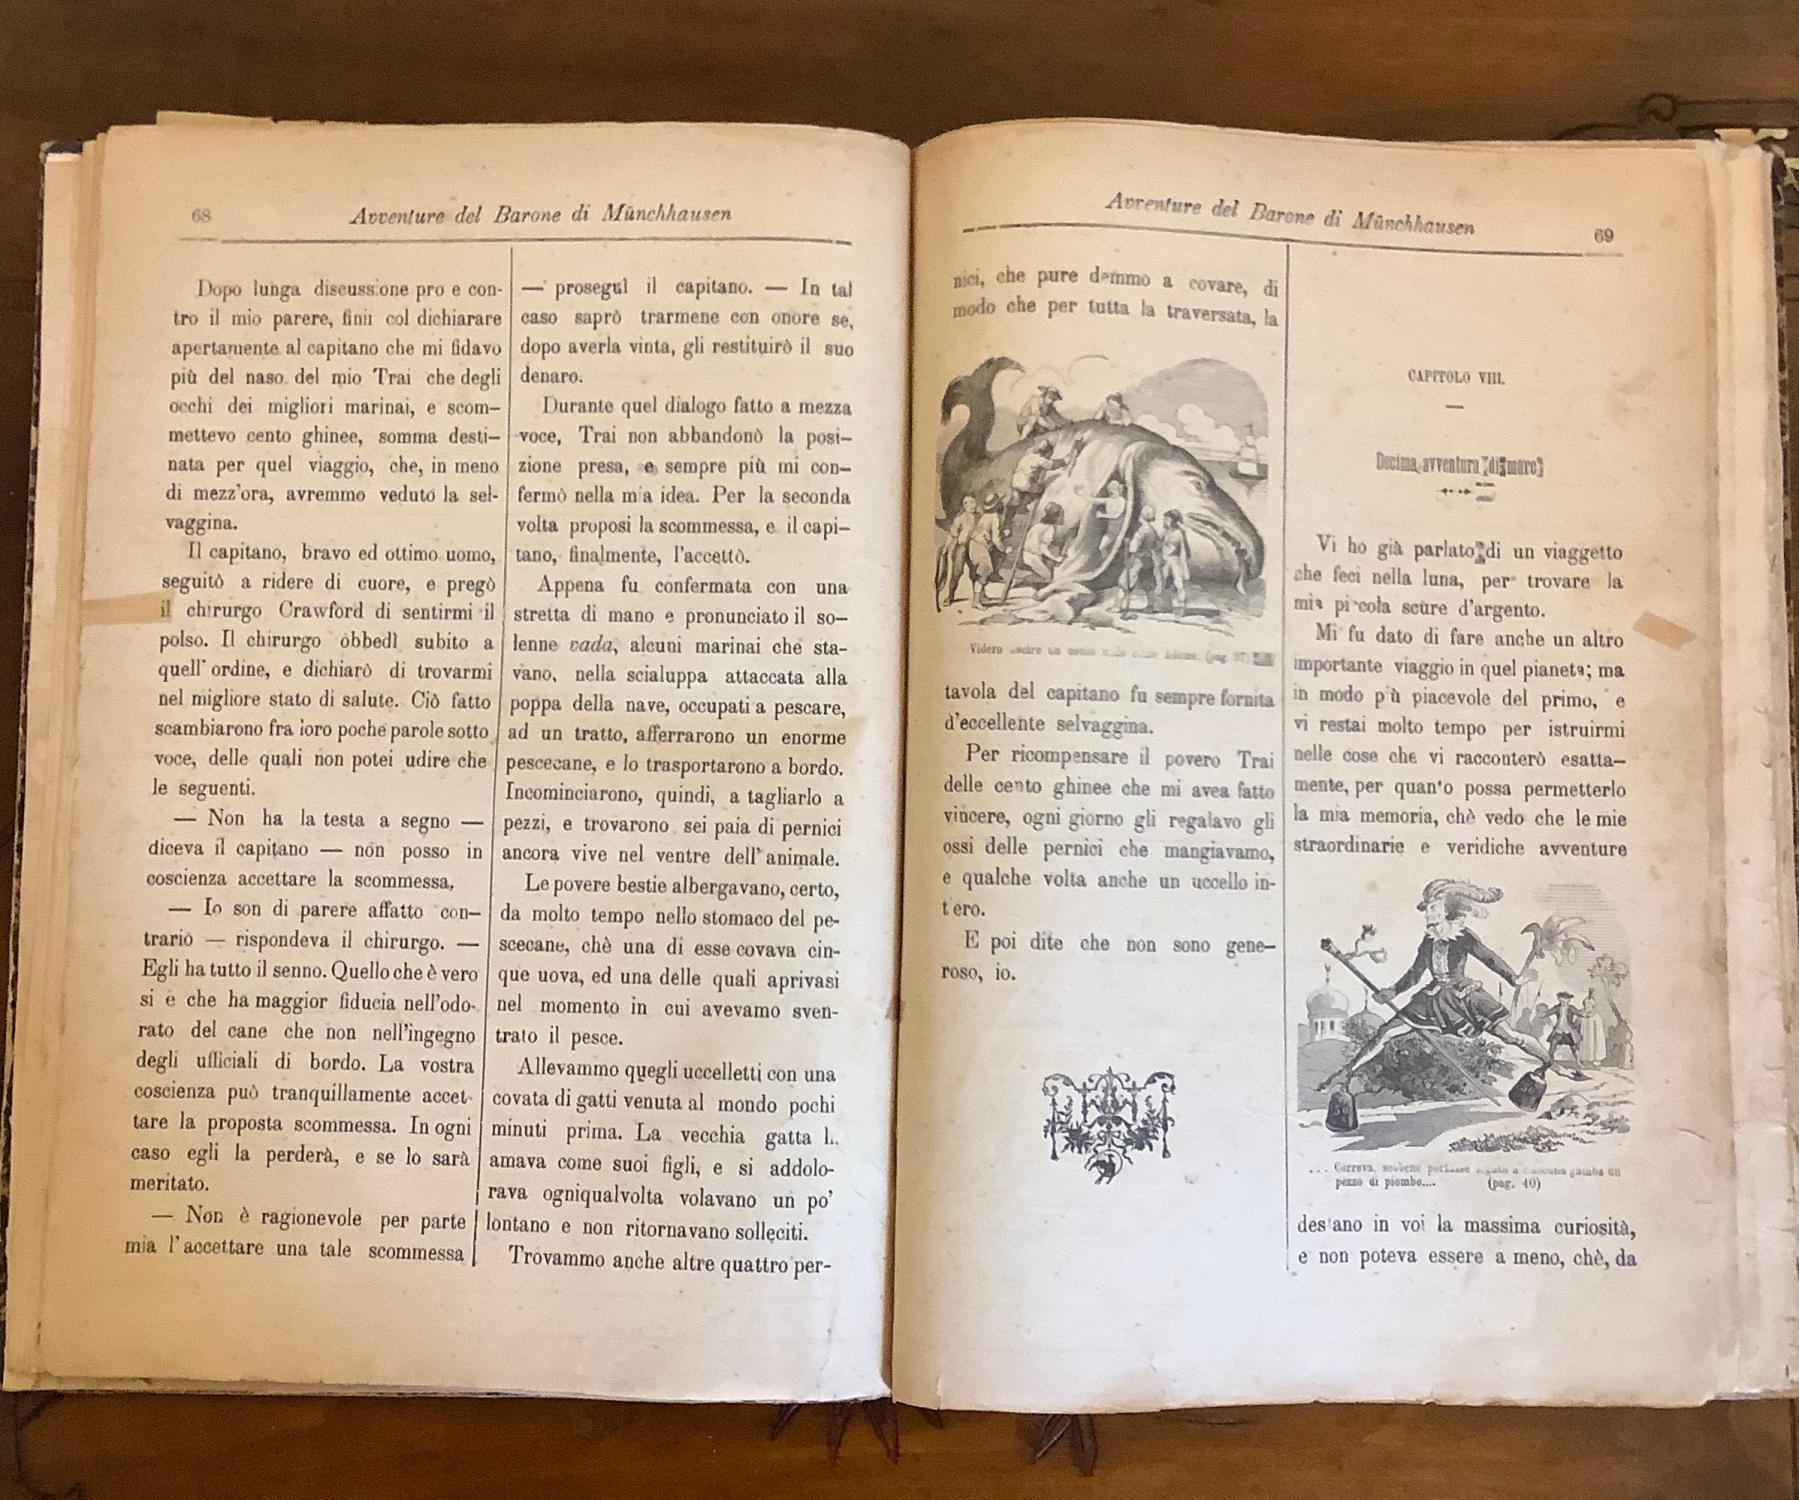 68
Avventure del Barone di Münchhausen
Dopo lunga discussione pro e con-
tro il mio parere, finii col dichiarare
apertamente al capitano che mi fidavo
più del naso del mio Trai che degli
occhi dei migliori marinai, e scom-
mettevo cento ghinee, somma desti-
nata per quel viaggio, che, in meno
di mezz'ora, avremmo veduto la sel-
vaggina.
Il capitano, bravo ed ottimo uomo,
seguitò a ridere di cuore, e pregò
il chirurgo Crawford di sentirmi il
polso. Il chirurgo obbedì subito a
quell'ordine, e dichiarò di trovarmi
nel migliore stato di salute. Ciò fatto
scambiarono fra loro poche parole sotto
voce, delle quali non potei udire che
le seguenti.
— Non ha la testa a segno —
diceva il capitano — non posso in
coscienza accettare la scommessa.
— Io son di parere affatto con-
trario — rispondeva il chirurgo. —
Egli ha tutto il senno. Quello che è vero
si è che ha maggior fiducia nell'odo-
rato del cane che non nell'ingegno
degli ufficiali di bordo. La vostra
coscienza può tranquillamente accet-
tare la proposta scommessa. In ogni
caso egli la perderà, e se lo sarà
meritato.
— Non è ragionevole per parte
mia l'accettare una tale scommessa
— proseguì il capitano. — In tal
caso saprò trarmene con onore se,
dopo averla vinta, gli restituirò il suo
denaro.
Durante quel dialogo fatto a mezza
voce, Trai non abbandonò la posi-
zione presa, e sempre più mi con-
fermò nella mia idea. Per la seconda
volta proposi la scommessa, e il capi-
tano, finalmente, l'accettò.
Appena fu confermata con una
stretta di mano e pronunciato il so-
lenne vada, alcuni marinai che sta-
vano, nella scialuppa attaccata alla
poppa della nave, occupati a pescare,
ad un tratto, afferrarono un enorme
pescecane, e lo trasportarono a bordo.
Incominciarono, quindi, a tagliarlo a
pezzi, e trovarono sei paia di pernici
ancora vive nel ventre dell'animale.
Le povere bestie albergavano, certo,
da molto tempo nello stomaco del pe-
scecane, chè una di esse covava cin-
que uova, ed una delle quali aprivasi
nel momento in cui avevamo sven-
trato il pesce.
Allevammo quegli uccelletti con una
covata di gatti venuta al mondo pochi
minuti prima. La vecchia gatta li
amava come suoi figli, e si addolo-
rava ogniqualvolta volavano un po'
lontano e non ritornavano solleciti.
Trovammo anche altre quattro per-
Avventure del Barone di Münchhausen
69
nici, che pure demmo a covare, di
modo che per tutta la traversata, la
Videro uscire un uomo (pag. 37)
tavola del capitano fu sempre fornita
d'eccellente selvaggina.
Per ricompensare il povero Trai
delle cento ghinee che mi avea fatto
vincere, ogni giorno gli regalavo gli
ossi delle pernici che mangiavamo,
e qualche volta anche un uccello in-
tero.
E poi dite che non sono gene-
roso, io.
CAPITOLO VIII.
Decima avventura di mare
Vi ho già parlato di un viaggetto
che feci nella luna, per trovare la
mia piccola scure d'argento.
Mi fu dato di fare anche un altro
importante viaggio in quel pianeta; ma
in modo più piacevole del primo, e
vi restai molto tempo per istruirmi
nelle cose che vi racconterò esatta-
mente, per quanto possa permetterlo
la mia memoria, chè vedo che le mie
straordinarie e veridiche avventure
... Correva, sebbene portasse legato a ciascuna gamba un
pezzo di piombo.... (pag. 40)
destano in voi la massima curiosità,
e non poteva essere a meno, chè, da